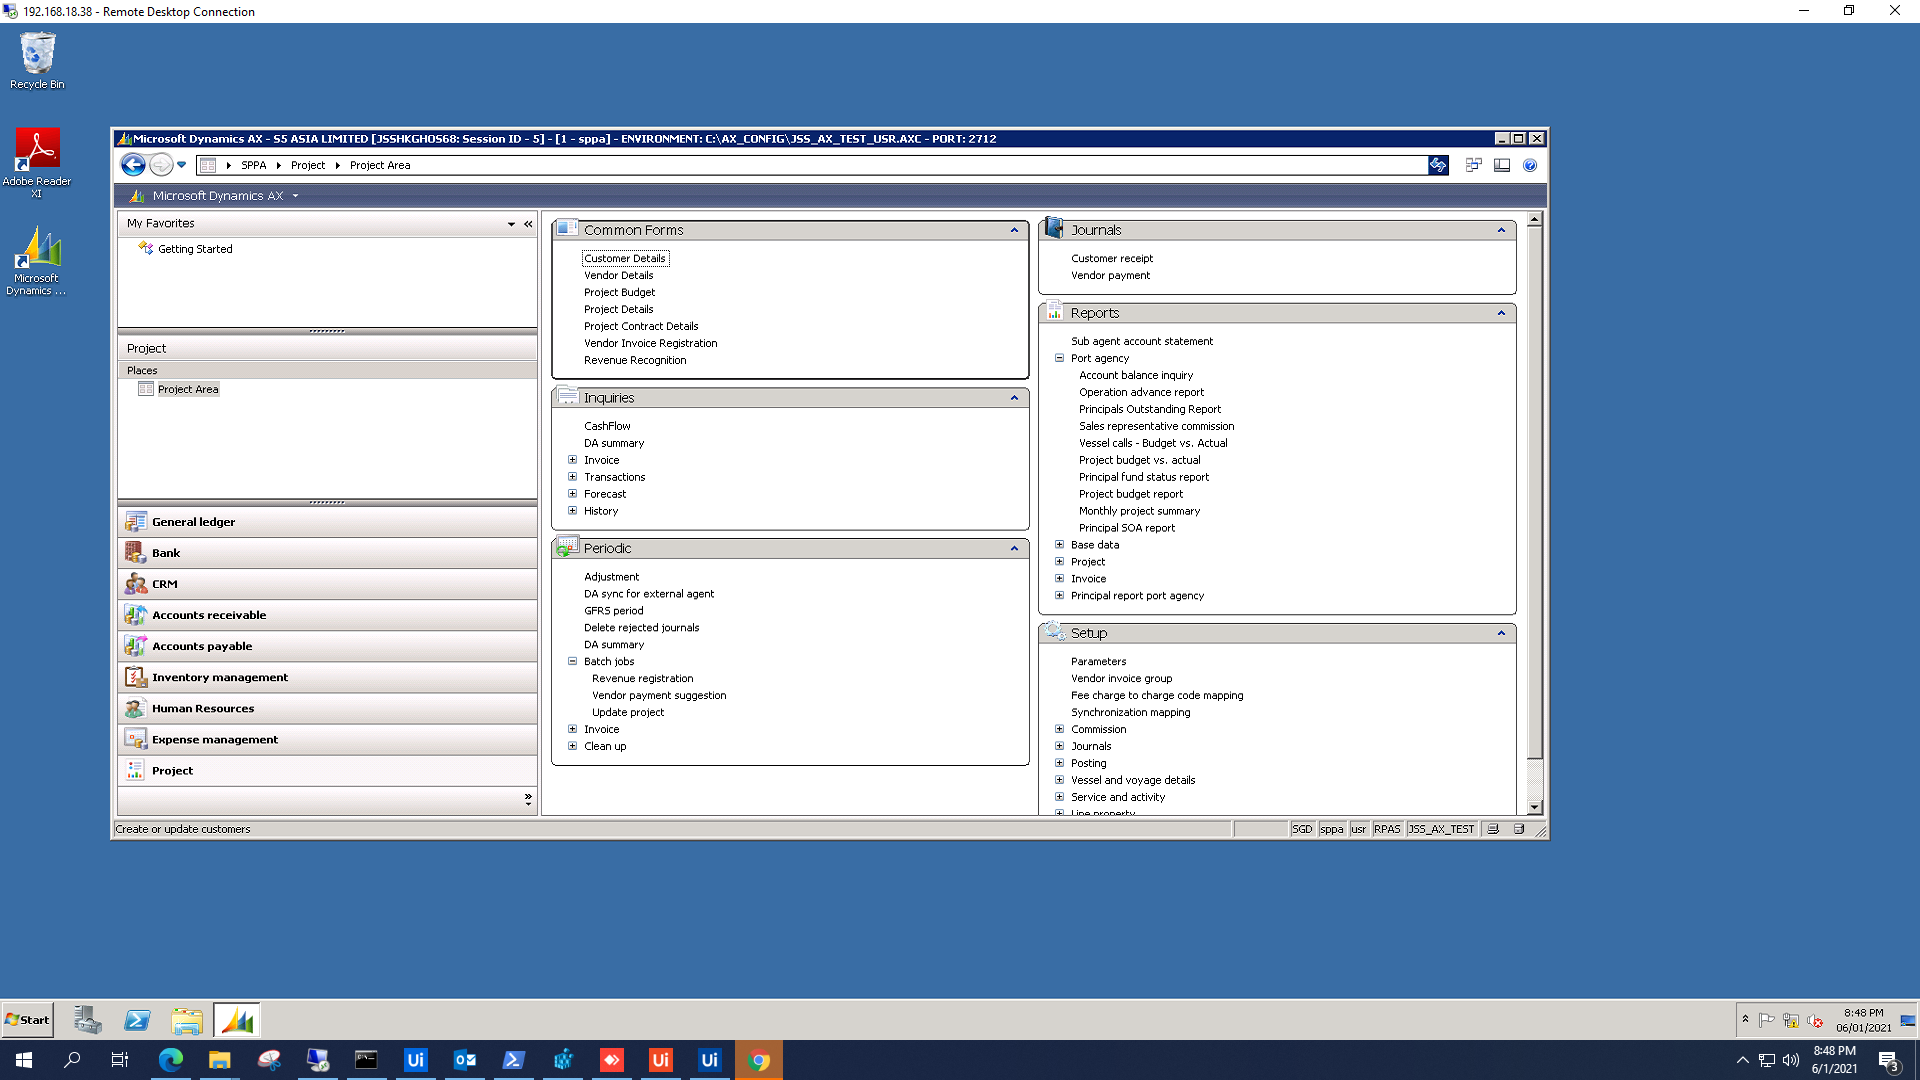 192.168.18.38 - Remote Desktop Connection
Recycle Bin
Adobe Reader
XI
Microsoft
Dynamics ...
Microsoft Dynamics AX - S5 ASIA LIMITED [JSSHKGHOS68: Session ID - 5] - [1 - sppa] - ENVIRONMENT: C:\AX_CONFIG\JSS_AX_TEST_USR.AXC - PORT: 2712
SPPA
Project
Project Area
Microsoft Dynamics AX
My Favorites
Getting Started
Project
Places
Project Area
General ledger
Bank
CRM
Accounts receivable
Accounts payable
Inventory management
Human Resources
Expense management
Project
Common Forms
Customer Details
Vendor Details
Project Budget
Project Details
Project Contract Details
Vendor Invoice Registration
Revenue Recognition
Inquiries
CashFlow
DA summary
Invoice
Transactions
Forecast
History
Periodic
Adjustment
DA sync for external agent
GFRS period
Delete rejected journals
DA summary
Batch jobs
Revenue registration
Vendor payment suggestion
Update project
Invoice
Clean up
Journals
Customer receipt
Vendor payment
Reports
Sub agent account statement
Port agency
Account balance inquiry
Operation advance report
Principals Outstanding Report
Sales representative commission
Vessel calls - Budget vs. Actual
Project budget vs. actual
Principal fund status report
Project budget report
Monthly project summary
Principal SOA report
Base data
Project
Invoice
Principal report port agency
Setup
Parameters
Vendor invoice group
Fee charge to charge code mapping
Synchronization mapping
Commission
Journals
Posting
Vessel and voyage details
Service and activity
Line property
Create or update customers
SGD
sppa
usr
RPAS
JSS_AX_TEST
Start
8:48 PM
06/01/2021
Ui
Ui
Ui
8:48 PM
6/1/2021
3